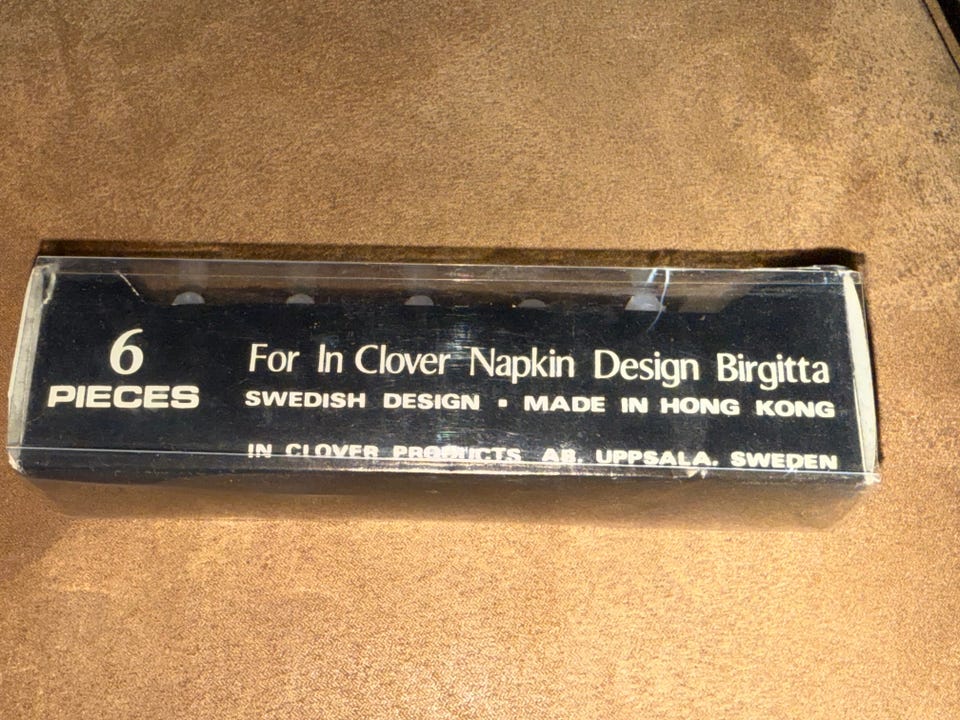 6
PIECES
For In Clover Napkin Design Birgitta
SWEDISH DESIGN ▪ MADE IN HONG KONG
IN CLOVER PRODUCTS AB, UPPSALA, SWEDEN